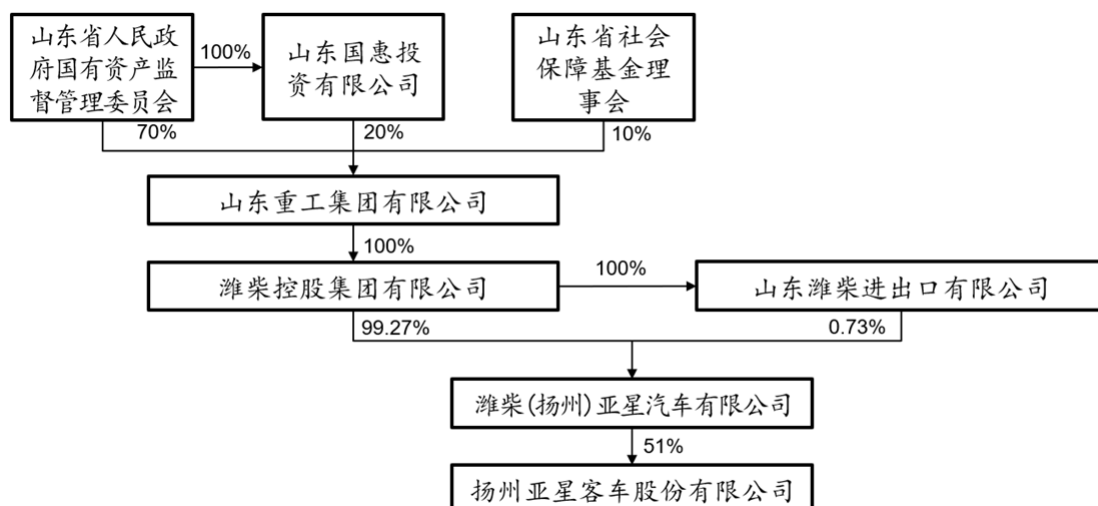 山东省人民政
府国有资产监
督管理委员会
100%
山东国惠投
资有限公司
山东省社会
保障基金理
事会
70%
20%
10%
山东重工集团有限公司
100%
潍柴控股集团有限公司
100%
山东潍柴进出口有限公司
99.27%
0.73%
潍柴(扬州)亚星汽车有限公司
51%
扬州亚星客车股份有限公司